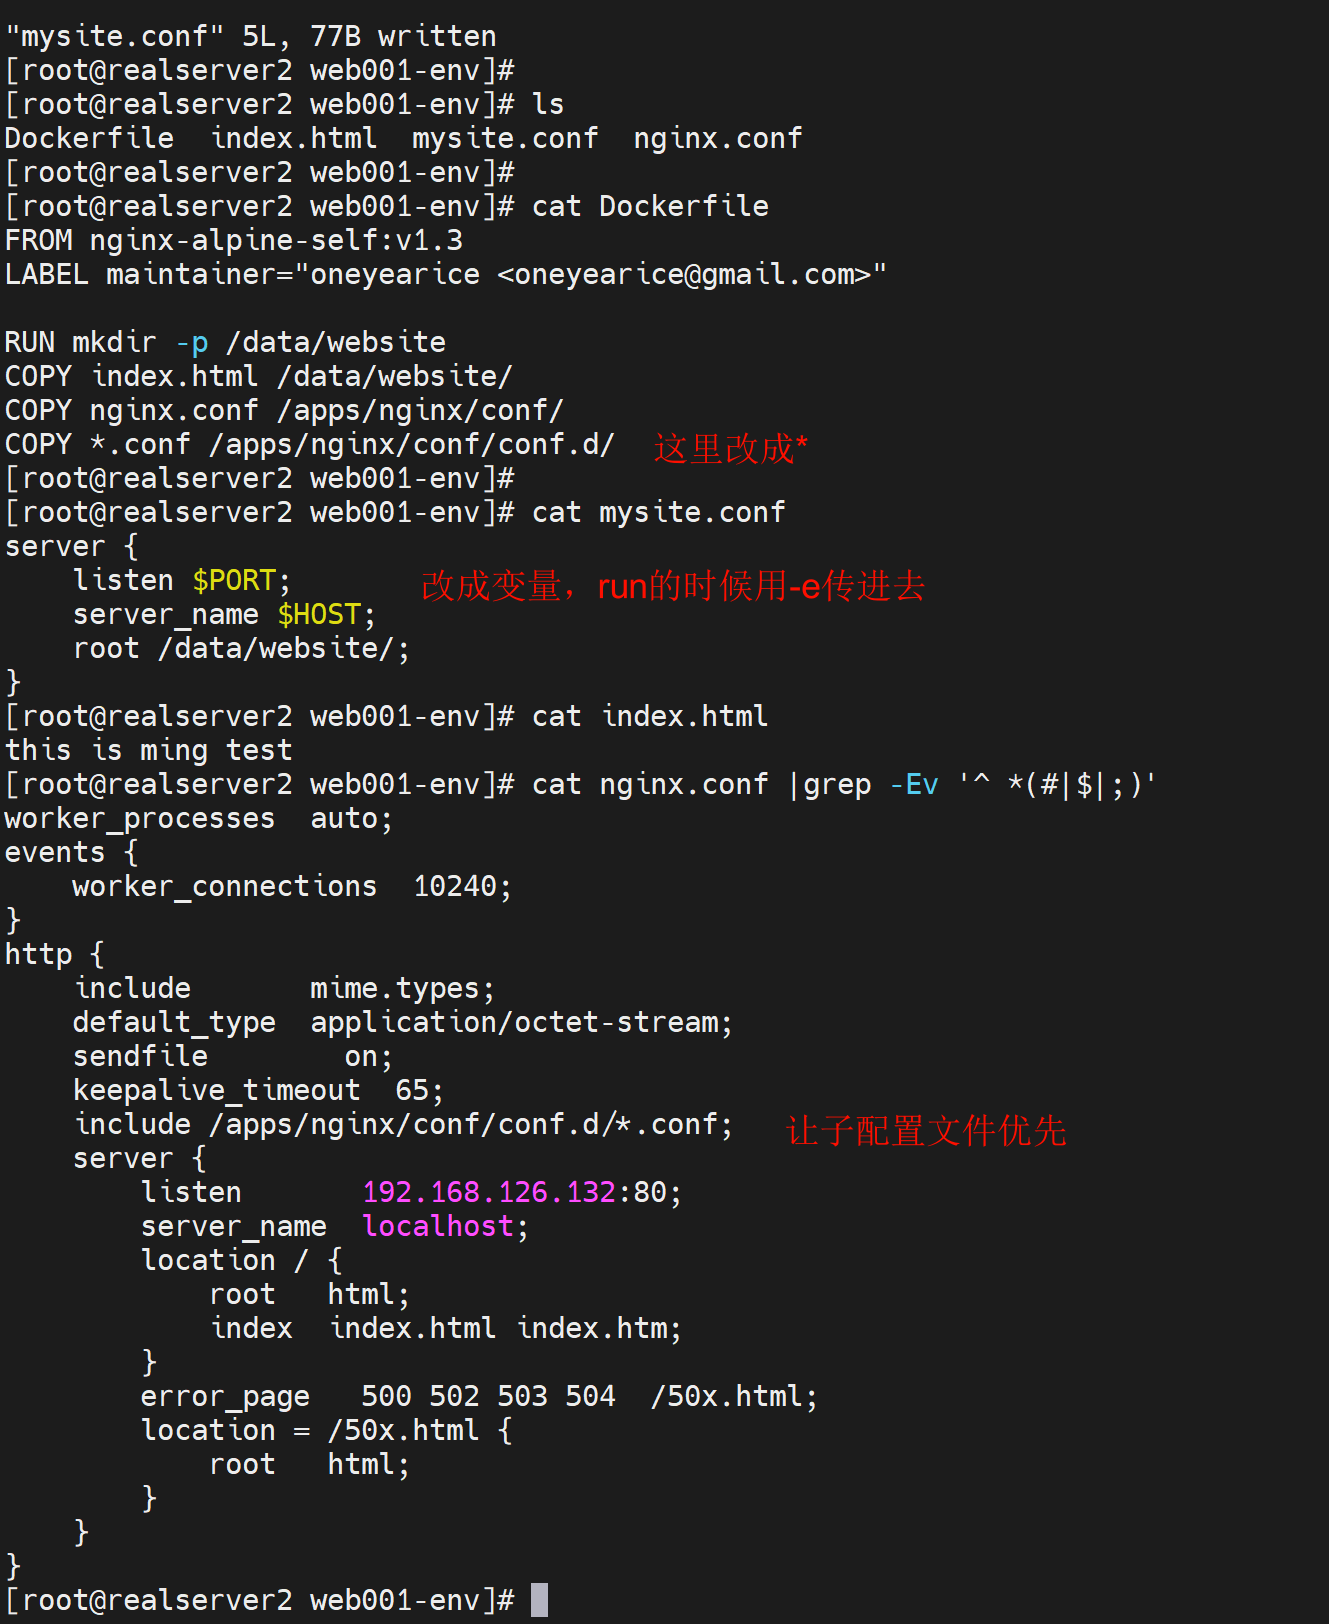 "mysite.conf" 5L, 77B written
[root@realserver2 web001-env]#
[root@realserver2 web001-env]# ls
Dockerfile  index.html  mysite.conf  nginx.conf
[root@realserver2 web001-env]#
[root@realserver2 web001-env]# cat Dockerfile
FROM nginx-alpine-self:v1.3
LABEL maintainer="oneyearice <oneyearice@gmail.com>"
RUN mkdir -p /data/website
COPY index.html /data/website/
COPY nginx.conf /apps/nginx/conf/
COPY *.conf /apps/nginx/conf/conf.d/ 这里改成*
[root@realserver2 web001-env]#
[root@realserver2 web001-env]# cat mysite.conf
server {
    listen $PORT; 改成变量，run的时候用-e传进去
    server_name $HOST;
    root /data/website/;
}
[root@realserver2 web001-env]# cat index.html
this is ming test
[root@realserver2 web001-env]# cat nginx.conf |grep -Ev '^ *(#|$|;)'
worker_processes  auto;
events {
    worker_connections  10240;
}
http {
    include       mime.types;
    default_type  application/octet-stream;
    sendfile        on;
    keepalive_timeout  65;
    include /apps/nginx/conf/conf.d/*.conf; 让子配置文件优先
    server {
        listen       192.168.126.132:80;
        server_name  localhost;
        location / {
            root   html;
            index  index.html index.htm;
        }
        error_page   500 502 503 504  /50x.html;
        location = /50x.html {
            root   html;
        }
    }
}
[root@realserver2 web001-env]#